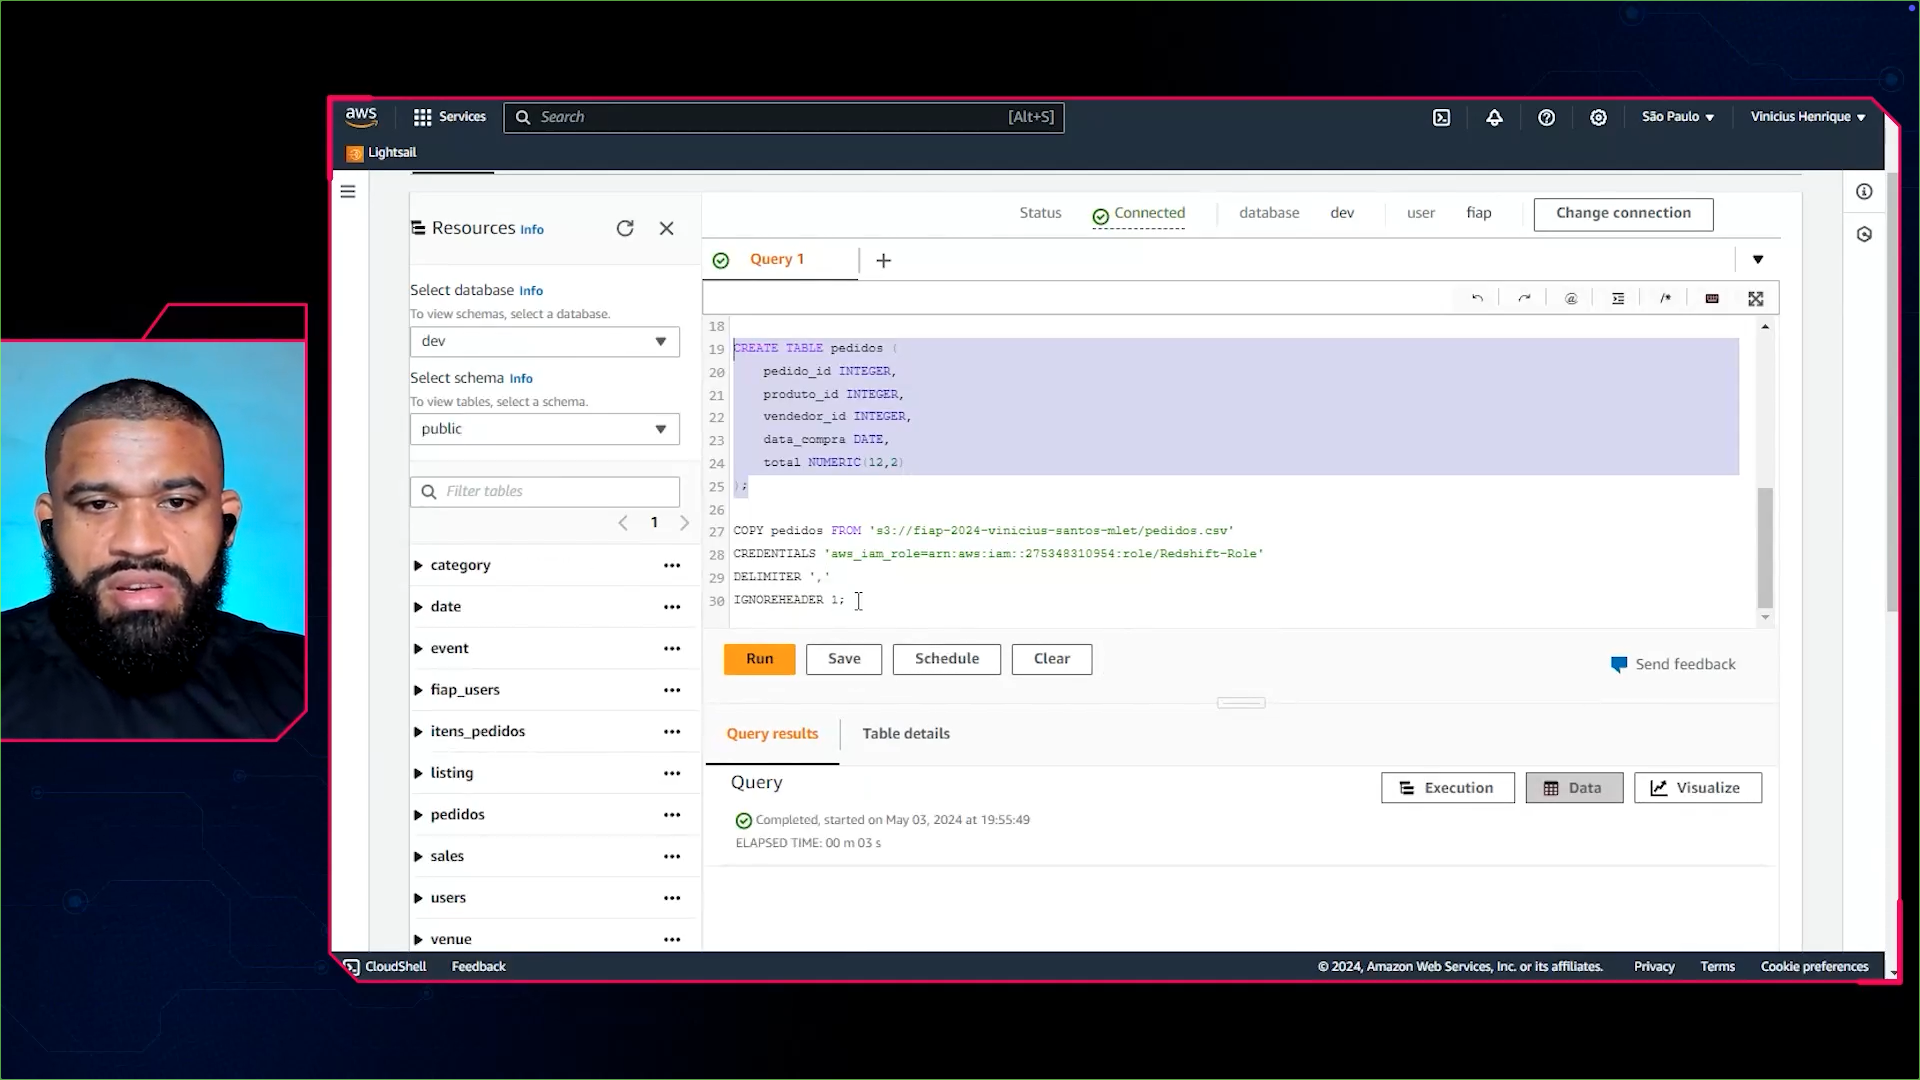 aws
Services
Search
[Alt+S]
São Paulo
Vinicius Henrique
Lightsail
Resources Info
Select database Info
To view schemas, select a database.
dev
Select schema Info
To view tables, select a schema.
public
Filter tables
1
category
date
event
fiap_users
itens_pedidos
listing
pedidos
sales
users
venue
Status
Connected
database
dev
user
fiap
Change connection
Query 1
18
19 CREATE TABLE pedidos (
20 pedido_id INTEGER,
21 produto_id INTEGER,
22 vendedor_id INTEGER,
23 data_compra DATE,
24 total NUMERIC(12,2)
25 );
26
27 COPY pedidos FROM 's3://fiap-2024-vinicius-santos-mlet/pedidos.csv'
28 CREDENTIALS 'aws_iam_role=arn:aws:iam::275348310954:role/Redshift-Role'
29 DELIMITER ','
30 IGNOREHEADER 1;
Run
Save
Schedule
Clear
Send feedback
Query results
Table details
Query
Execution
Data
Visualize
Completed, started on May 03, 2024 at 19:55:49
ELAPSED TIME: 00 m 03 s
CloudShell
Feedback
© 2024, Amazon Web Services, Inc. or its affiliates.
Privacy
Terms
Cookie preferences